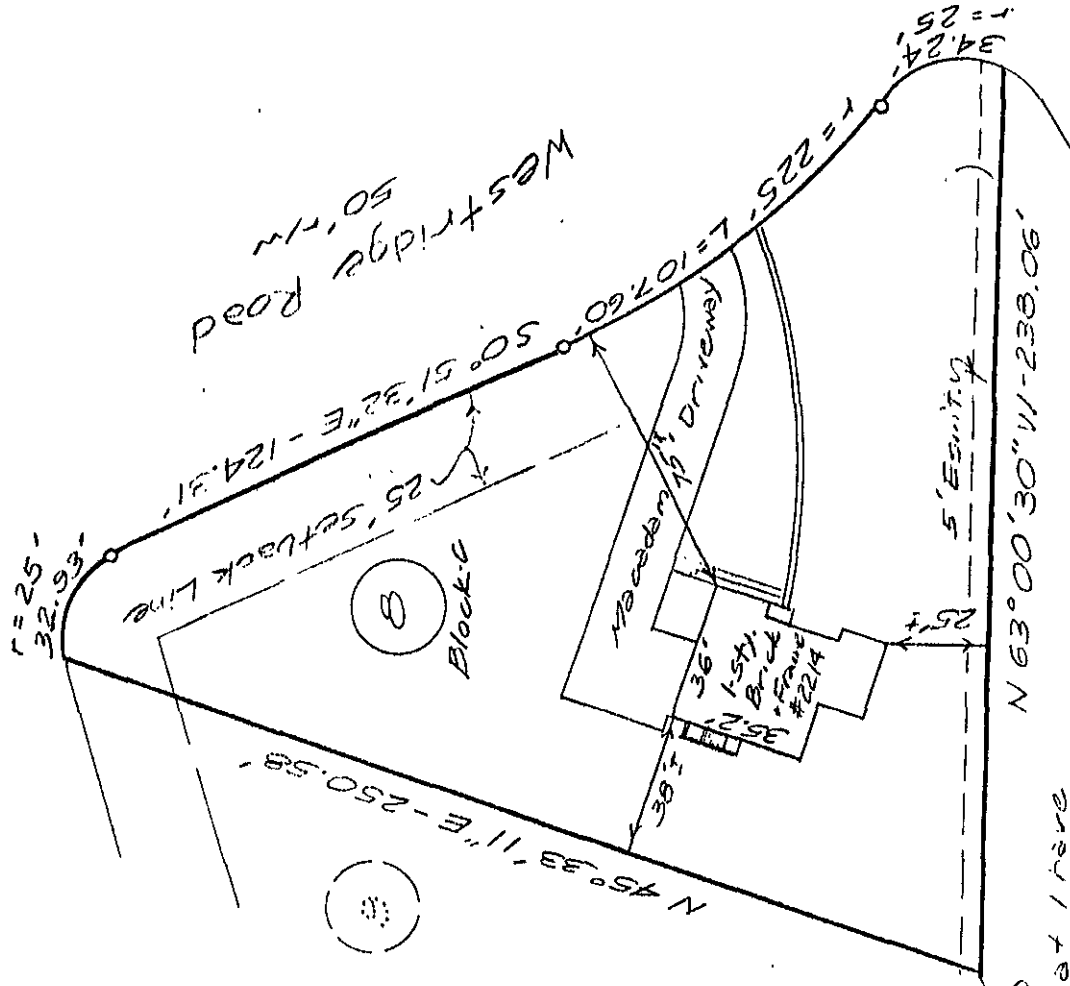 r = 25'
32.93'
34.24'
r = 25'
Westridge Road
50' r/w
S 0° 51' 32" E - 124.31'
L = 107.60'
r = 225'
25' Setback Line
8
Block-C
Macadam Driveway
36'
1-sty.
Brick
+Frame
#2214
35.2'
38'±
25'±
5' Esm't.
N 63° 00' 30" W - 238.06'
N 45° 33' 11" E - 250.58'